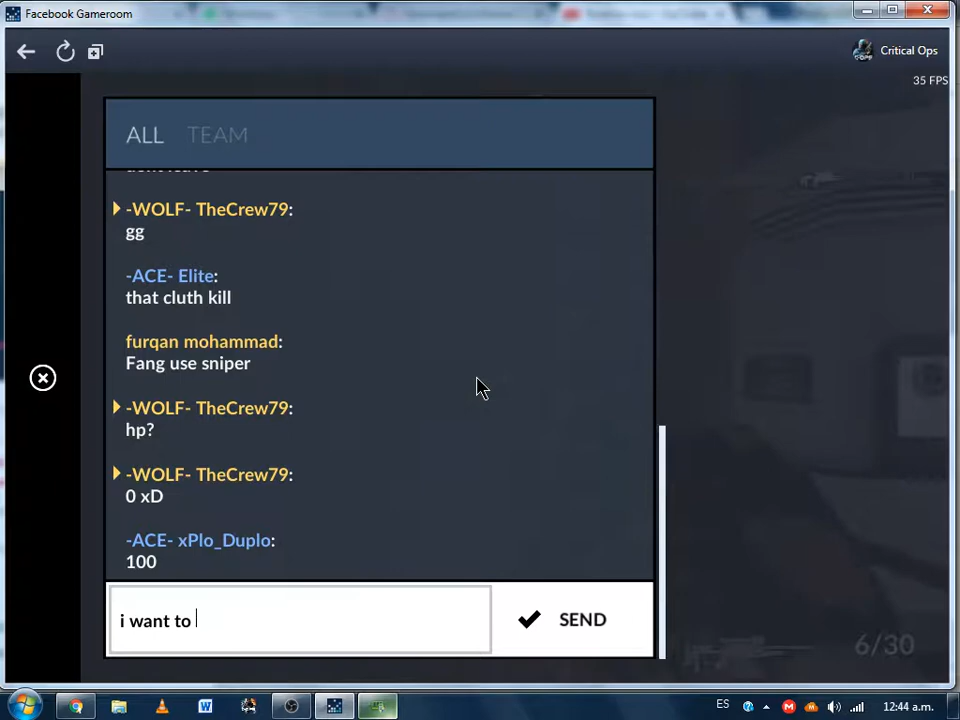 Facebook Gameroom
Critical Ops
35 FPS
ALL TEAM
-WOLF- TheCrew79:
gg
-ACE- Elite:
that cluth kill
furqan mohammad:
Fang use sniper
-WOLF- TheCrew79:
hp?
-WOLF- TheCrew79:
0 xD
-ACE- xPlo_Duplo:
100
i want to
SEND
6/30
ES
12:44 a.m.